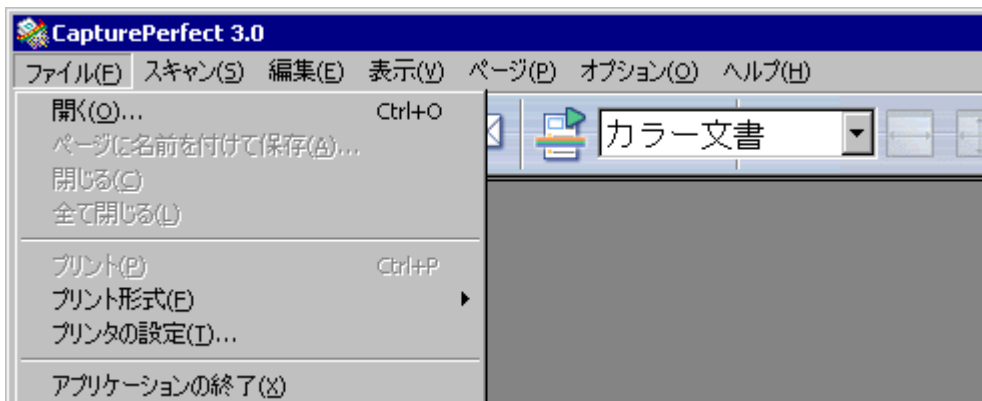 CapturePerfect 3.0
ファイル(F) スキャン(S) 編集(E) 表示(V) ページ(P) オプション(O) ヘルプ(H)
開く(O)... Ctrl+O
カラー文書
ページに名前を付けて保存(A)...
閉じる(C)
全て閉じる(L)
プリント(P) Ctrl+P
プリント形式(F)
プリンタの設定(T)...
アプリケーションの終了(X)